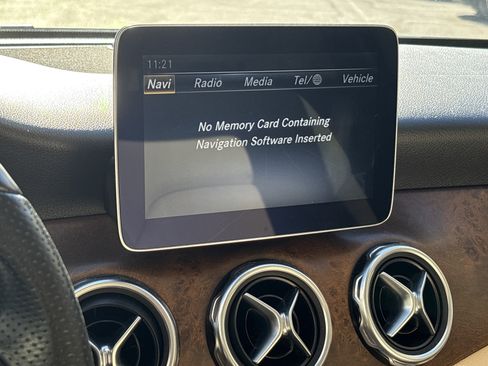 11:21
Navi Radio Media Tel/ Vehicle
No Memory Card Containing
Navigation Software Inserted